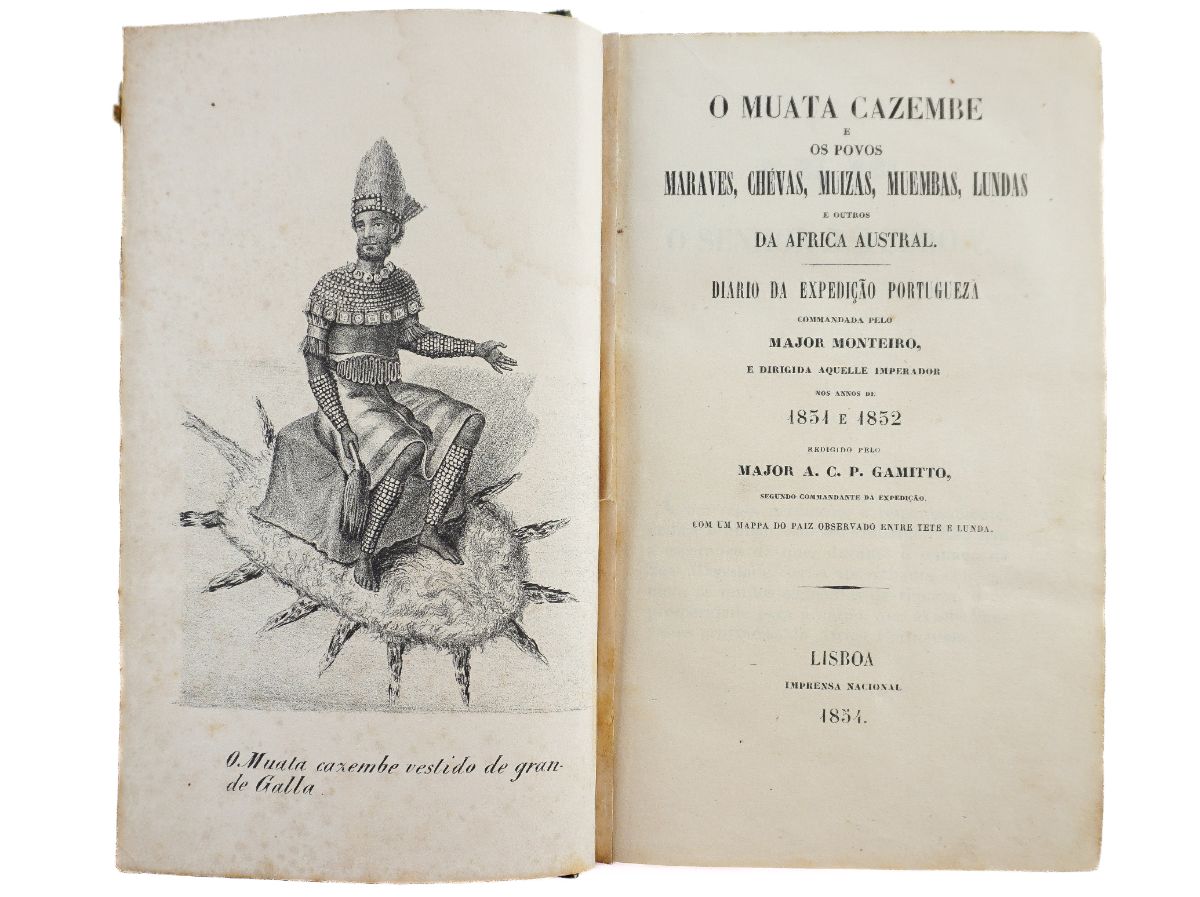 O Muata cazembe vestido de gran-
de Galla.
O MUATA CAZEMBE
E
OS POVOS
MARAVES, CHÉVAS, MUIZAS, MUEMBAS, LUNDAS
E OUTROS
DA AFRICA AUSTRAL.
DIARIO DA EXPEDIÇÃO PORTUGUEZA
COMMANDADA PELO
MAJOR MONTEIRO,
E DIRIGIDA AQUELLE IMPERADOR
NOS ANNOS DE
1831 E 1832
REDIGIDO PELO
MAJOR A. C. P. GAMITTO,
SEGUNDO COMMANDANTE DA EXPEDIÇÃO.
COM UM MAPPA DO PAIZ OBSERVADO ENTRE TETE E LUNDA.
LISBOA
IMPRENSA NACIONAL
1854.